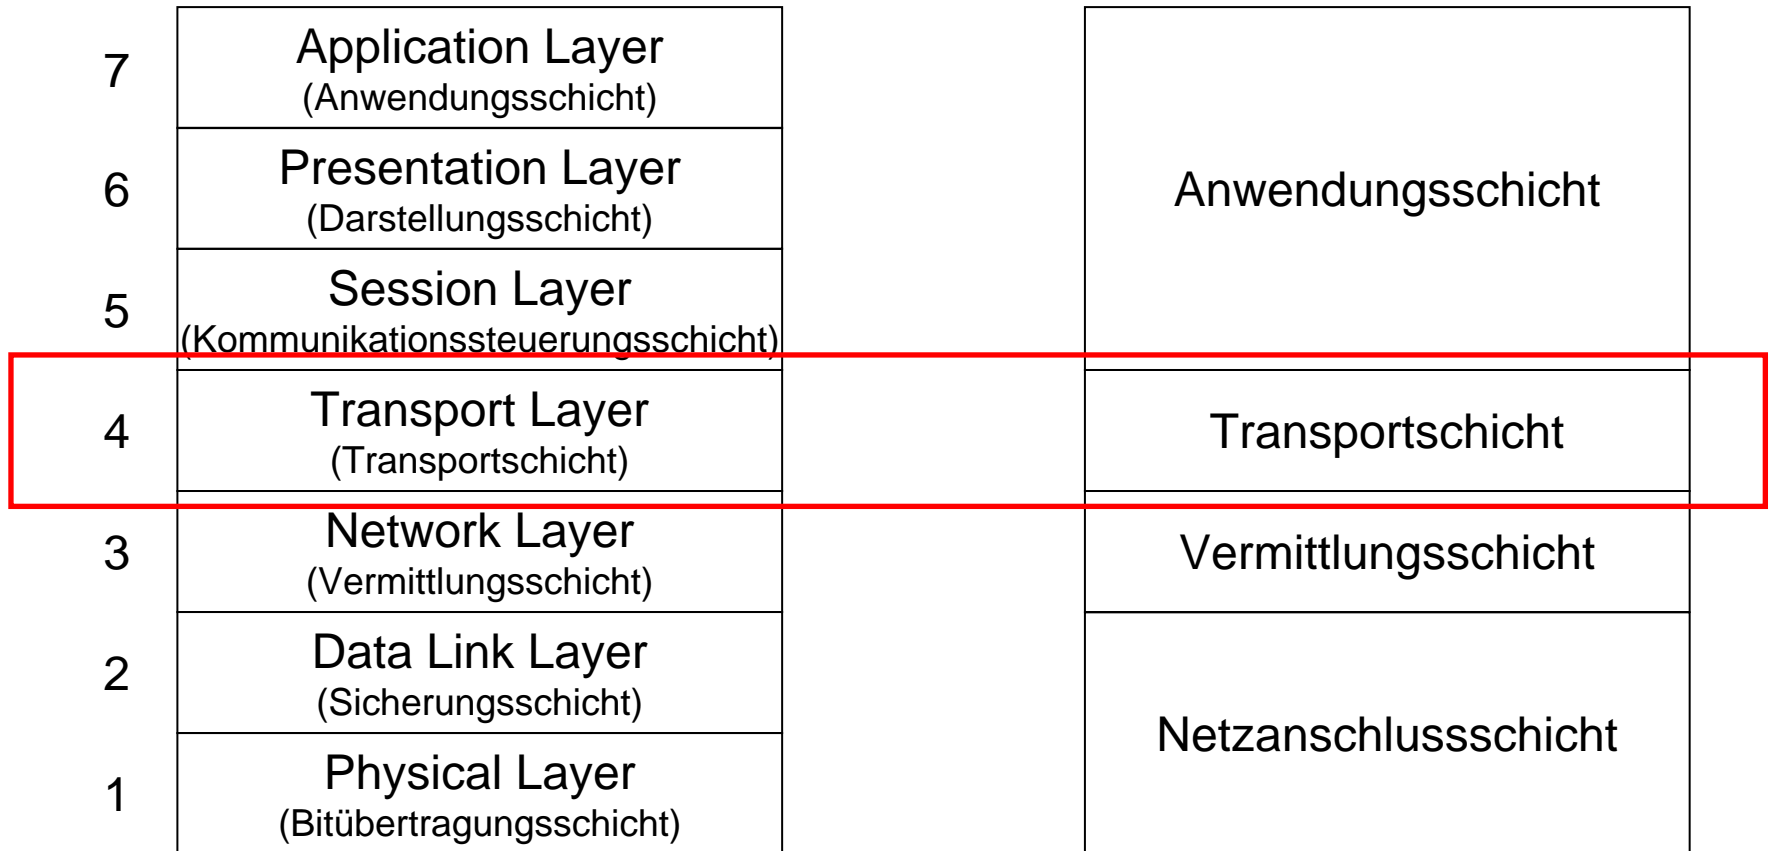 7
Application Layer
(Anwendungsschicht)
6
Presentation Layer
(Darstellungsschicht)
Anwendungsschicht
5
Session Layer
(Kommunikationssteuerungsschicht)
4
Transport Layer
(Transportschicht)
Transportschicht
3
Network Layer
(Vermittlungsschicht)
Vermittlungsschicht
2
Data Link Layer
(Sicherungsschicht)
Netzanschlussschicht
1
Physical Layer
(Bitübertragungsschicht)